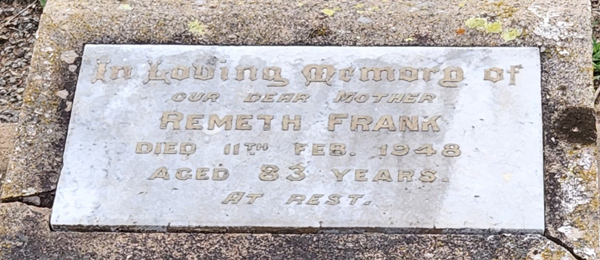 In Loving Memory of
OUR DEAR MOTHER
REMETH FRANK
DIED 11TH FEB. 1948
AGED 83 YEARS.
AT REST.